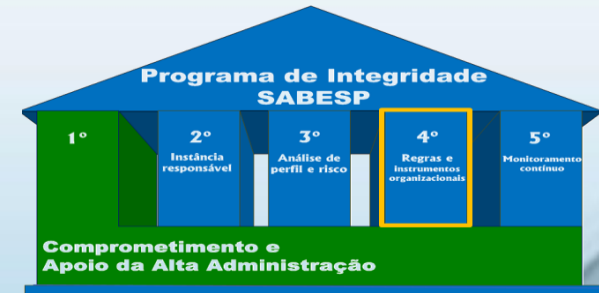 Programa de Integridade
SABESP
1º
2º
Instância
responsável
3º
Análise de
perfil e risco
4º
Regras e
instrumentos
organizacionais
5º
Monitoramento
contínuo
Comprometimento e
Apoio da Alta Administração